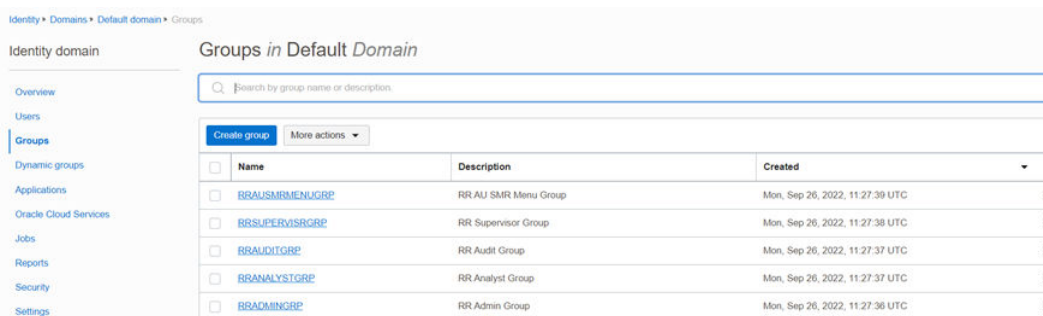 Identity › Domains › Default domain › Groups
Identity domain
Overview
Users
Groups
Dynamic groups
Applications
Oracle Cloud Services
Jobs
Reports
Security
Settings
Groups in Default Domain
Search by group name or description.
Create group More actions
Name Description Created
RRAUSMRMENUGRP RR AU SMR Menu Group Mon, Sep 26, 2022, 11:27:39 UTC
RRSUPERVISRGRP RR Supervisor Group Mon, Sep 26, 2022, 11:27:38 UTC
RRAUDITGRP RR Audit Group Mon, Sep 26, 2022, 11:27:37 UTC
RRANALYSTGRP RR Analyst Group Mon, Sep 26, 2022, 11:27:37 UTC
RRADMINGRP RR Admin Group Mon, Sep 26, 2022, 11:27:36 UTC